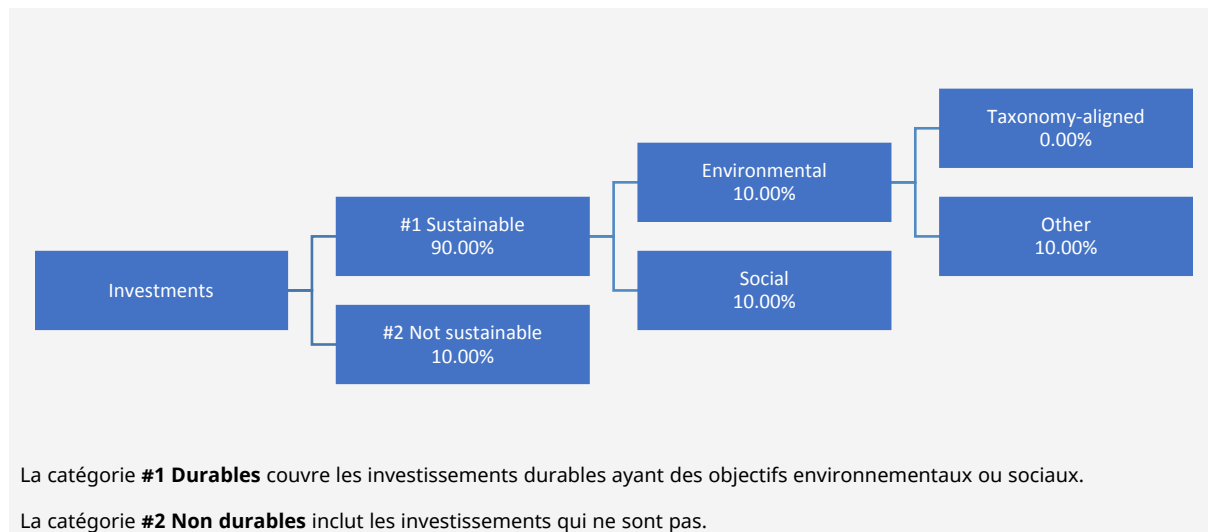 Investments
#1 Sustainable
90.00%
#2 Not sustainable
10.00%
Environmental
10.00%
Social
10.00%
Taxonomy-aligned
0.00%
Other
10.00%
La catégorie #1 Durables couvre les investissements durables ayant des objectifs environnementaux ou sociaux.
La catégorie #2 Non durables inclut les investissements qui ne sont pas.